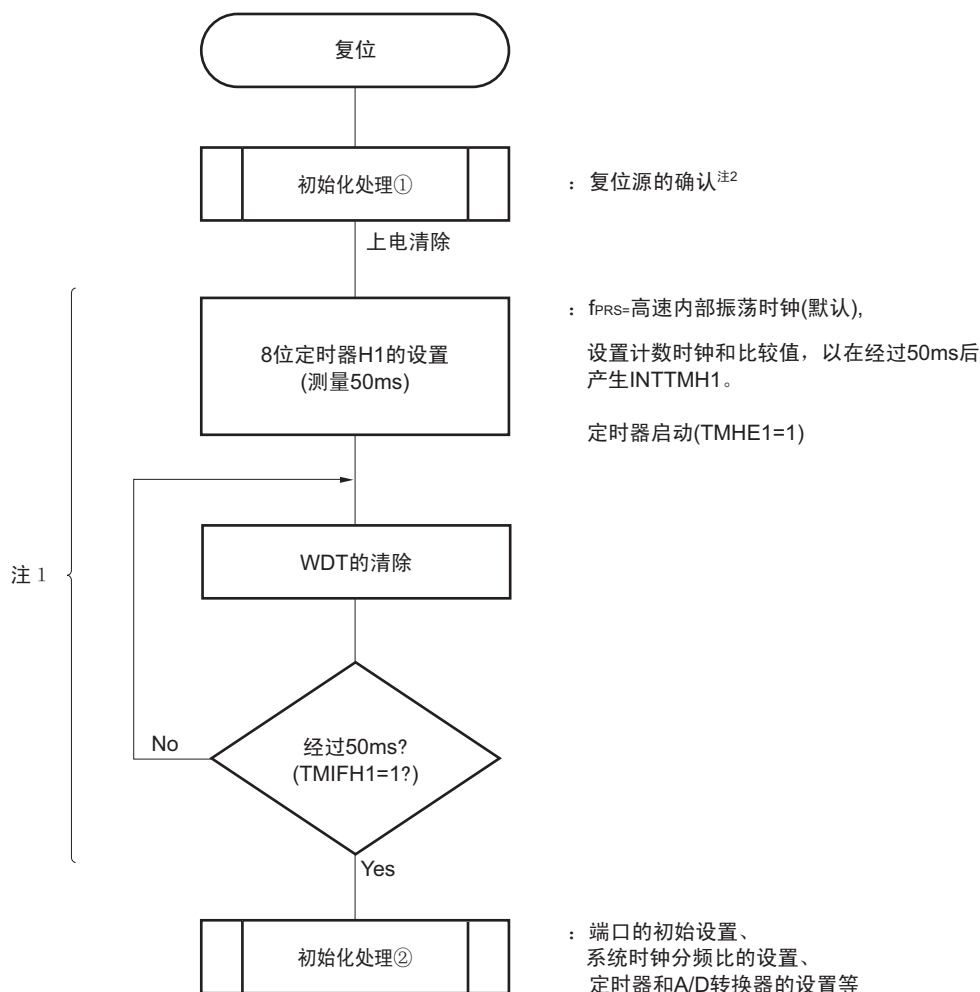 复位
初始化处理①
：复位源的确认注2
上电清除
8位定时器H1的设置
(测量50ms)
：fPRS=高速内部振荡时钟(默认),
设置计数时钟和比较值，以在经过50ms后
产生INTTMH1。
定时器启动(TMHE1=1)
WDT的清除
注 1
No
经过50ms?
(TMIFH1=1?)
Yes
初始化处理②
：端口的初始设置、
系统时钟分频比的设置、
定时器和A/D转换器的设置等